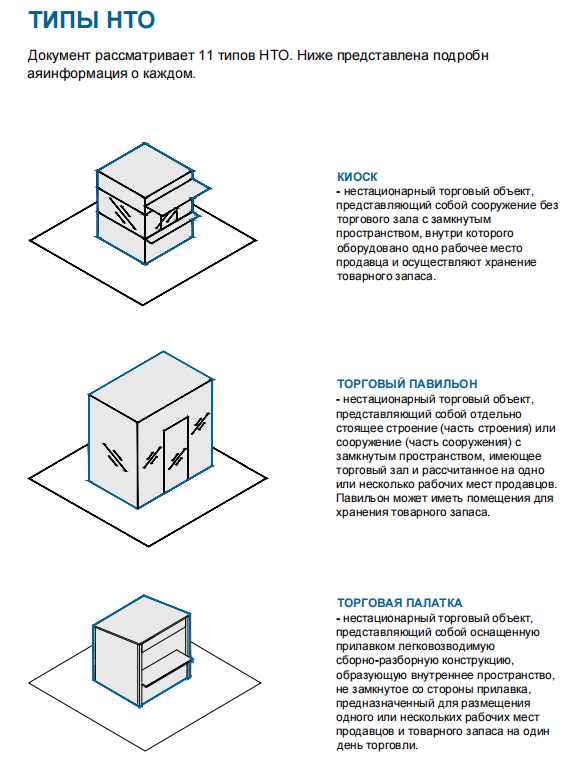 ТИПЫ НТО
Документ рассматривает 11 типов НТО. Ниже представлена подробн
аяинформация о каждом.
КИОСК
- нестационарный торговый объект,
представляющий собой сооружение без
торгового зала с замкнутым
пространством, внутри которого
оборудовано одно рабочее место
продавца и осуществляют хранение
товарного запаса.
ТОРГОВЫЙ ПАВИЛЬОН
- нестационарный торговый объект,
представляющий собой отдельно
стоящее строение (часть строения) или
сооружение (часть сооружения) с
замкнутым пространством, имеющее
торговый зал и рассчитанное на одно
или несколько рабочих мест продавцов.
Павильон может иметь помещения для
хранения товарного запаса.
ТОРГОВАЯ ПАЛАТКА
- нестационарный торговый объект,
представляющий собой оснащенную
прилавком легковозводимую
сборно-разборную конструкцию,
образующую внутреннее пространство,
не замкнутое со стороны прилавка,
предназначенный для размещения
одного или нескольких рабочих мест
продавцов и товарного запаса на один
день торговли.